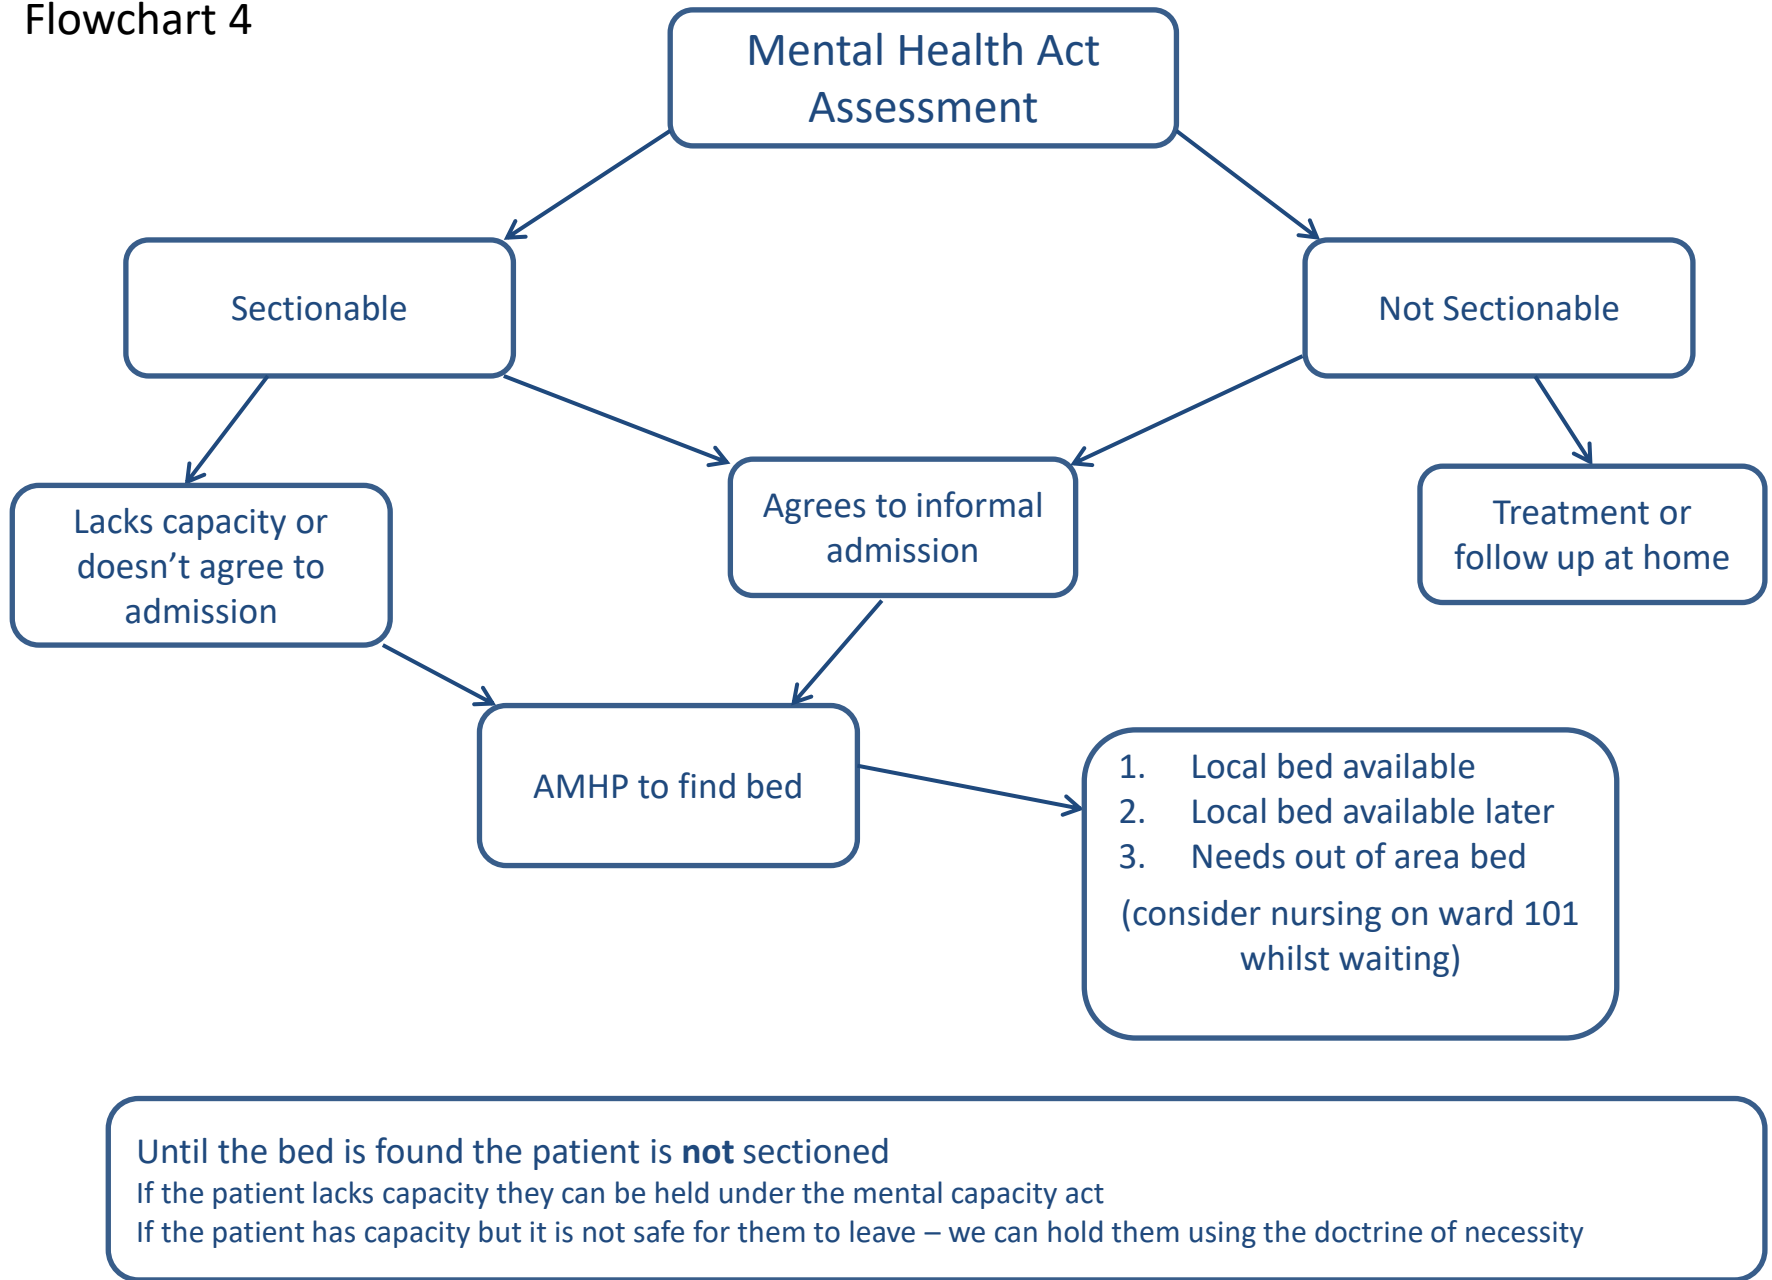 Flowchart 4
Mental Health Act
Assessment
Sectionable
Not Sectionable
Lacks capacity or
doesn’t agree to
admission
Agrees to informal
admission
Treatment or
follow up at home
AMHP to find bed
1. Local bed available
2. Local bed available later
3. Needs out of area bed
(consider nursing on ward 101
whilst waiting)
Until the bed is found the patient is not sectioned
If the patient lacks capacity they can be held under the mental capacity act
If the patient has capacity but it is not safe for them to leave – we can hold them using the doctrine of necessity